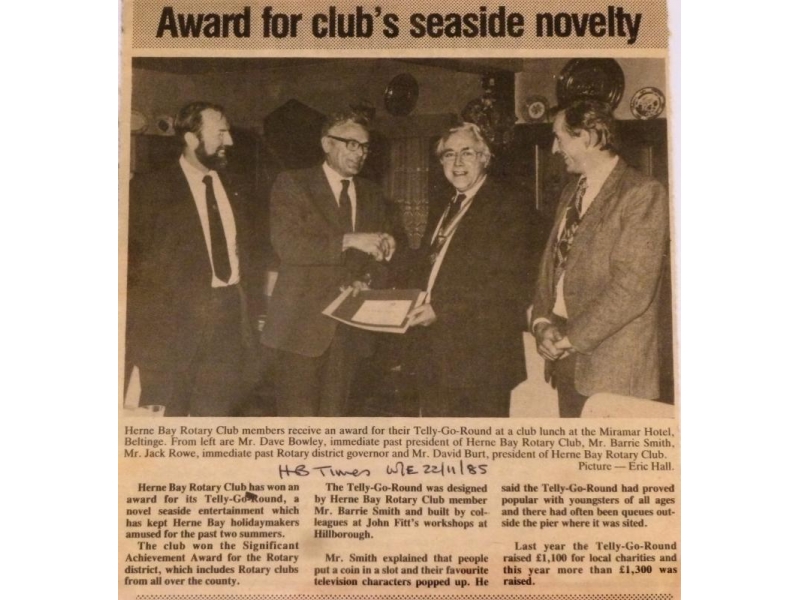 Award for club's seaside novelty
Herne Bay Rotary Club members receive an award for their Telly-Go-Round at a club lunch at the Miramar Hotel,
Beltinge. From left are Mr. Dave Bowley, immediate past president of Herne Bay Rotary Club, Mr. Barrie Smith,
Mr. Jack Rowe, immediate past Rotary district governor and Mr. David Burt, president of Herne Bay Rotary Club.
Picture — Eric Hall.
HB Times W/E 22/11/85
Herne Bay Rotary Club has won an
award for its Telly-Go-Round, a
novel seaside entertainment which
has kept Herne Bay holidaymakers
amused for the past two summers.
The club won the Significant
Achievement Award for the Rotary
district, which includes Rotary clubs
from all over the county.
The Telly-Go-Round was designed
by Herne Bay Rotary Club member
Mr. Barrie Smith and built by col-
leagues at John Fitt's workshops at
Hillborough.
Mr. Smith explained that people
put a coin in a slot and their favourite
television characters popped up. He
said the Telly-Go-Round had proved
popular with youngsters of all ages
and there had often been queues out-
side the pier where it was sited.
Last year the Telly-Go-Round
raised £1,100 for local charities and
this year more than £1,300 was
raised.